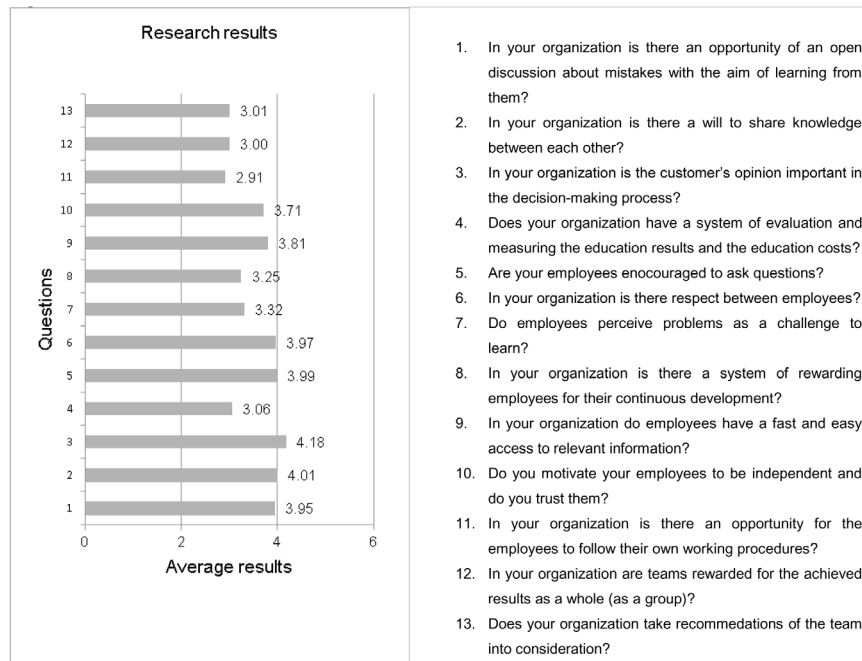 Research results
13
3.01
12
3.00
11
2.91
10
3.71
9
3.81
8
3.25
7
3.32
6
3.97
5
3.99
4
3.06
3
4.18
2
4.01
1
3.95
0 2 4 6
Questions
Average results
1. In your organization is there an opportunity of an open
discussion about mistakes with the aim of learning from
them?
2. In your organization is there a will to share knowledge
between each other?
3. In your organization is the customer's opinion important in
the decision-making process?
4. Does your organization have a system of evaluation and
measuring the education results and the education costs?
5. Are your employees enocouraged to ask questions?
6. In your organization is there respect between employees?
7. Do employees perceive problems as a challenge to
learn?
8. In your organization is there a system of rewarding
employees for their continuous development?
9. In your organization do employees have a fast and easy
access to relevant information?
10. Do you motivate your employees to be independent and
do you trust them?
11. In your organization is there an opportunity for the
employees to follow their own working procedures?
12. In your organization are teams rewarded for the achieved
results as a whole (as a group)?
13. Does your organization take recommedations of the team
into consideration?